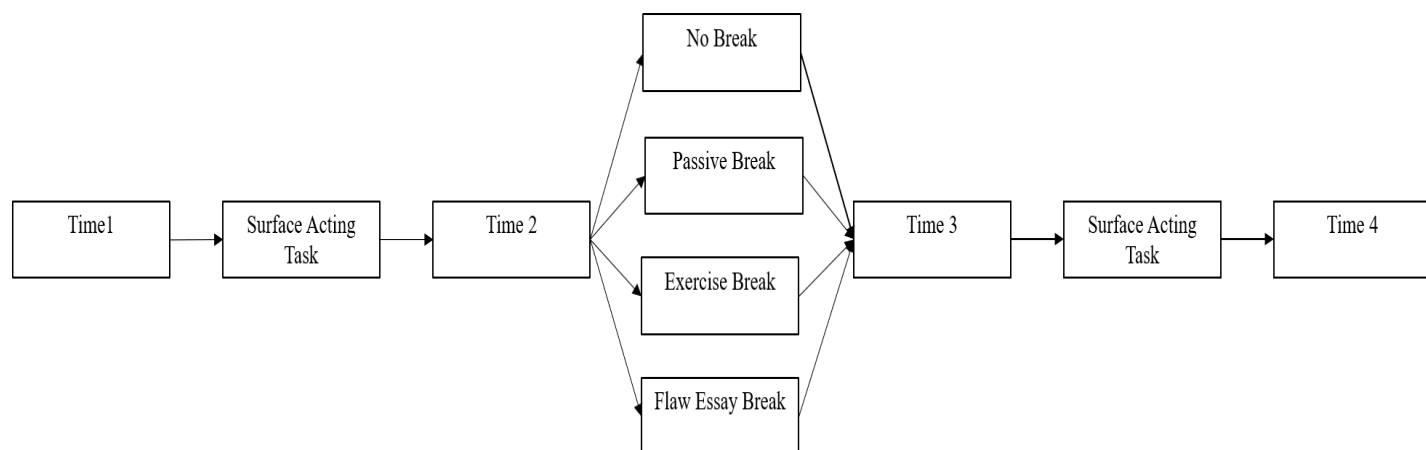 Time1
Surface Acting
Task
Time 2
No Break
Passive Break
Exercise Break
Flaw Essay Break
Time 3
Surface Acting
Task
Time 4